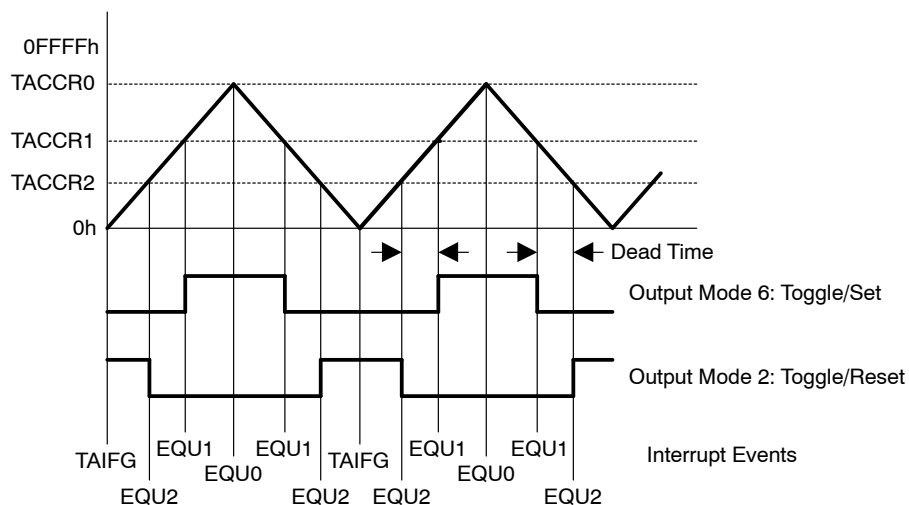 0FFFFh
TACCR0
TACCR1
TACCR2
0h
Dead Time
Output Mode 6: Toggle/Set
Output Mode 2: Toggle/Reset
TAIFG EQU1 EQU1 TAIFG EQU1 EQU1 Interrupt Events
EQU0 EQU0
EQU2 EQU2 EQU2 EQU2